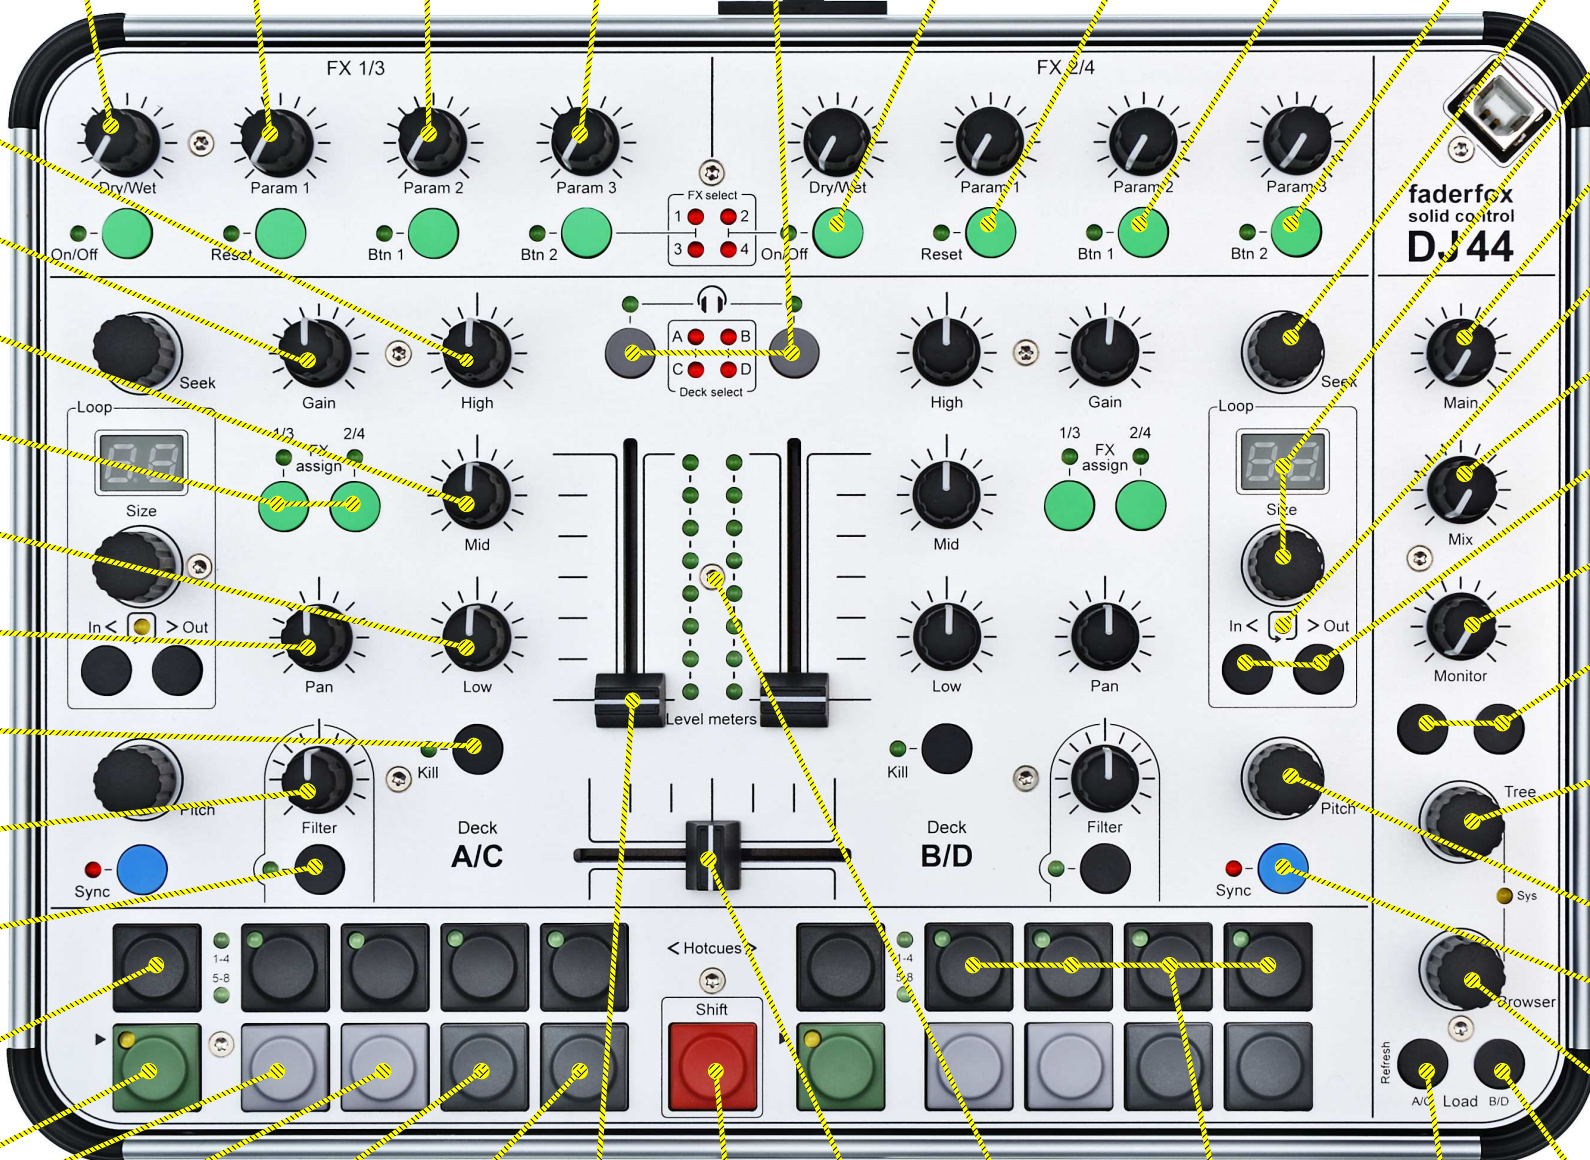 FX 1/3
FX 2/4
Dry/Wet
Param 1
Param 2
Param 3
FX select
Dry/Wet
Param 1
Param 2
Param 3
1
2
3
4
On/Off
Reset
Btn 1
Btn 2
On/Off
Reset
Btn 1
Btn 2
faderfox
solid control
DJ44
A
B
C
D
Deck select
Seek
Gain
High
High
Gain
Seek
Main
Loop
1/3
2/4
FX
assign
1/3
2/4
FX
assign
Loop
Size
Mid
Mid
Size
Mix
In <
> Out
In <
> Out
Pan
Low
Low
Pan
Monitor
Level meters
Kill
Kill
Pitch
Filter
Deck
A/C
Deck
B/D
Filter
Pitch
Tree
Sync
Sync
Sys
1-4
5-8
< Hotcues >
1-4
5-8
Browser
Shift
Refresh
A/C
Load
B/D